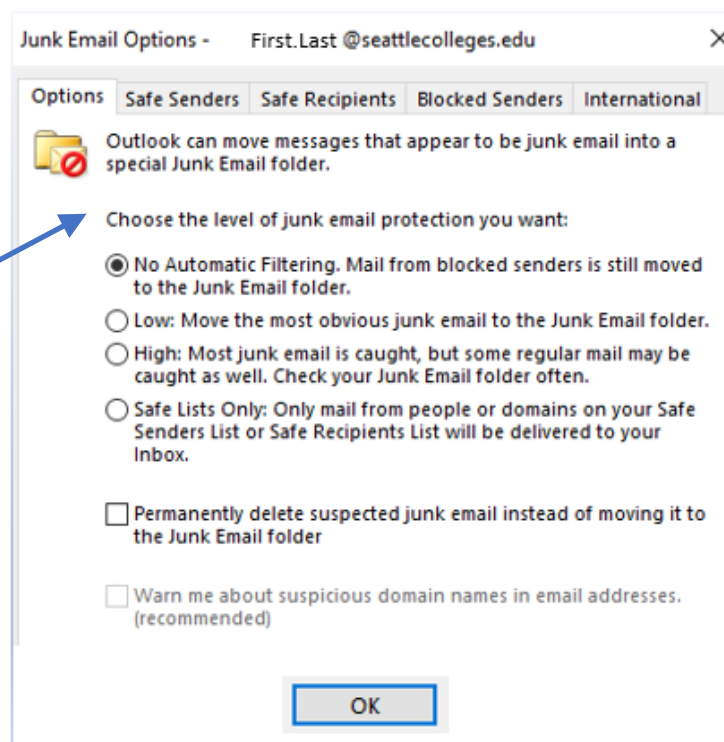 Junk Email Options - First.Last @seattlecolleges.edu
Options Safe Senders Safe Recipients Blocked Senders International
Outlook can move messages that appear to be junk email into a
special Junk Email folder.
Choose the level of junk email protection you want:
No Automatic Filtering. Mail from blocked senders is still moved
to the Junk Email folder.
Low: Move the most obvious junk email to the Junk Email folder.
High: Most junk email is caught, but some regular mail may be
caught as well. Check your Junk Email folder often.
Safe Lists Only: Only mail from people or domains on your Safe
Senders List or Safe Recipients List will be delivered to your
Inbox.
Permanently delete suspected junk email instead of moving it to
the Junk Email folder
Warn me about suspicious domain names in email addresses.
(recommended)
OK